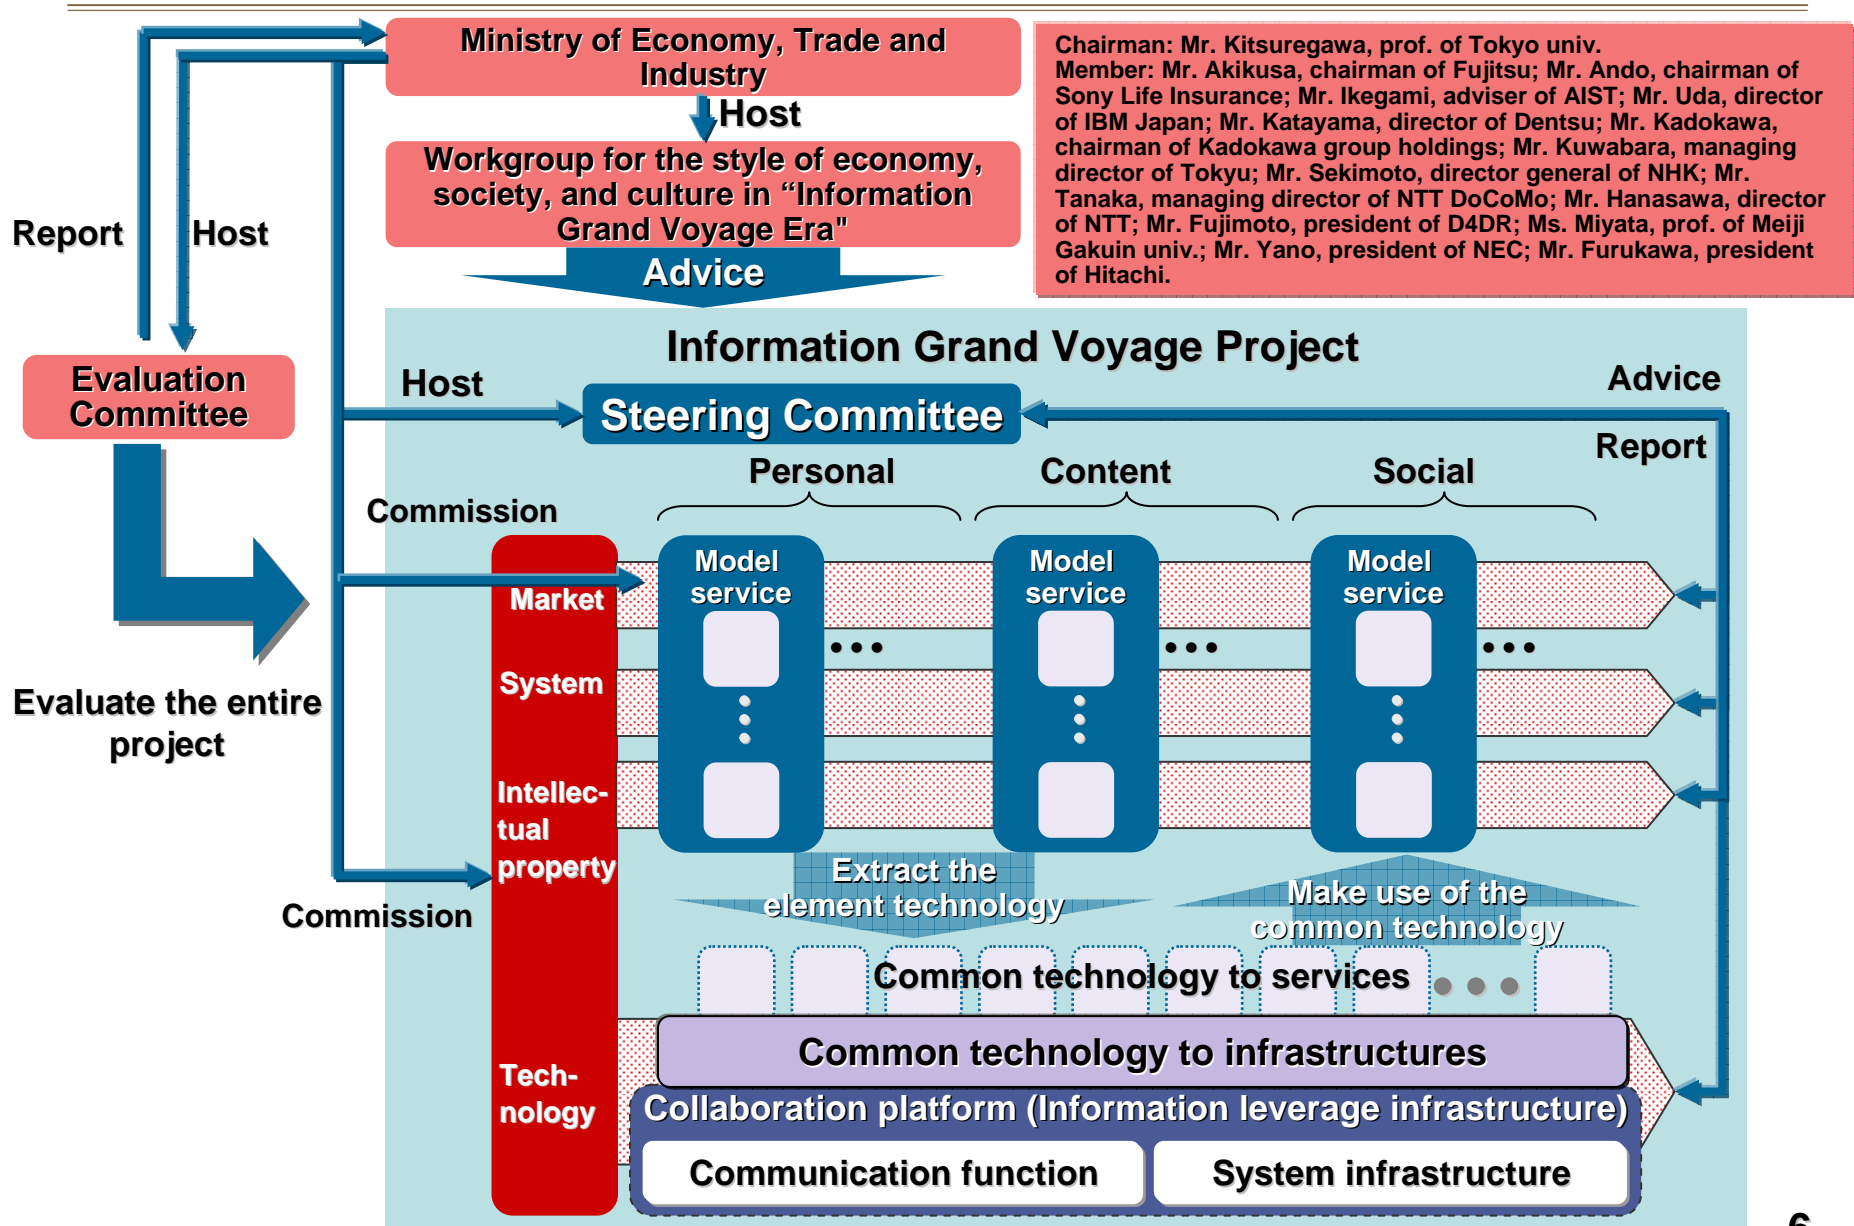 Ministry of Economy, Trade and
Industry
Host
Workgroup for the style of economy,
society, and culture in “Information
Grand Voyage Era"
Advice
Chairman: Mr. Kitsuregawa, prof. of Tokyo univ.
Member: Mr. Akikusa, chairman of Fujitsu; Mr. Ando, chairman of
Sony Life Insurance; Mr. Ikegami, adviser of AIST; Mr. Uda, director
of IBM Japan; Mr. Katayama, director of Dentsu; Mr. Kadokawa,
chairman of Kadokawa group holdings; Mr. Kuwabara, managing
director of Tokyu; Mr. Sekimoto, director general of NHK; Mr.
Tanaka, managing director of NTT DoCoMo; Mr. Hanasawa, director
of NTT; Mr. Fujimoto, president of D4DR; Ms. Miyata, prof. of Meiji
Gakuin univ.; Mr. Yano, president of NEC; Mr. Furukawa, president
of Hitachi.
Report
Host
Evaluation
Committee
Evaluate the entire
project
Information Grand Voyage Project
Host
Steering Committee
Advice
Report
Personal
Content
Social
Commission
Model
service
Model
service
Model
service
Market
•••
•••
•••
System
Intellec-
tual
property
Commission
Extract the
element technology
Make use of the
common technology
Common technology to services
Common technology to infrastructures
Tech-
nology
Collaboration platform (Information leverage infrastructure)
Communication function
System infrastructure
6